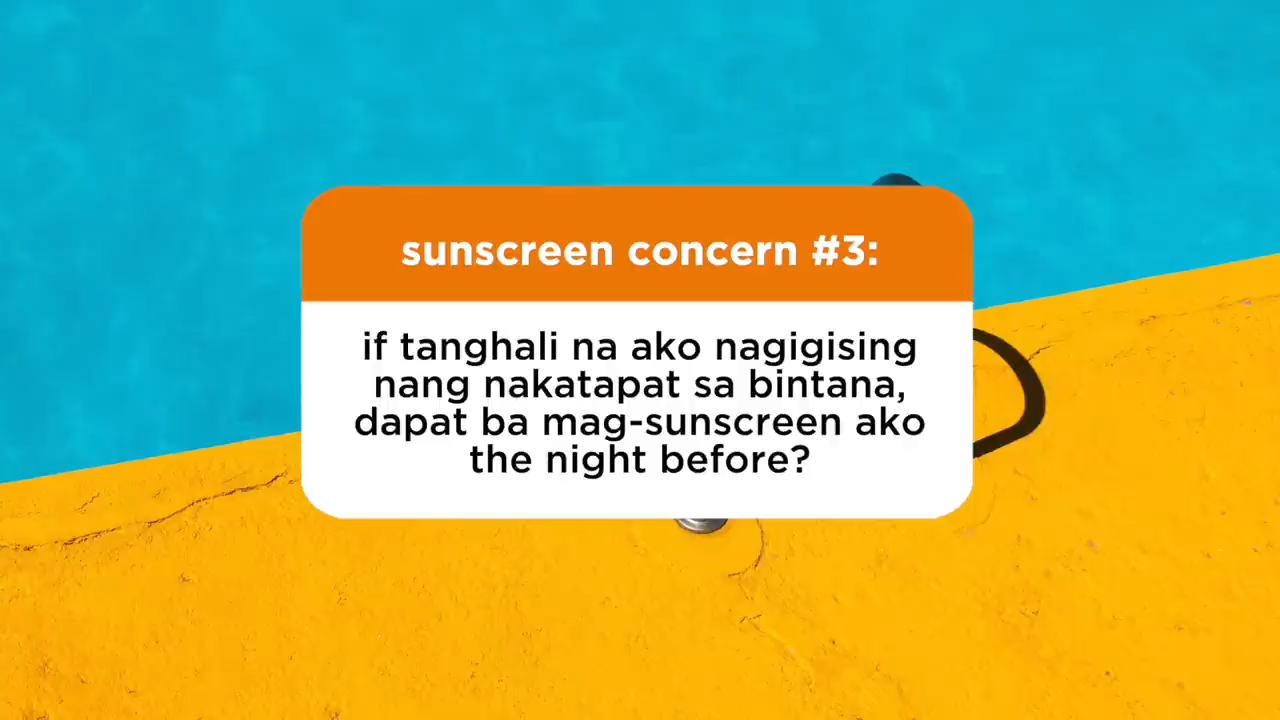 sunscreen concern #3:
if tanghali na ako nagigising
nang nakatapat sa bintana,
dapat ba mag-sunscreen ako
the night before?